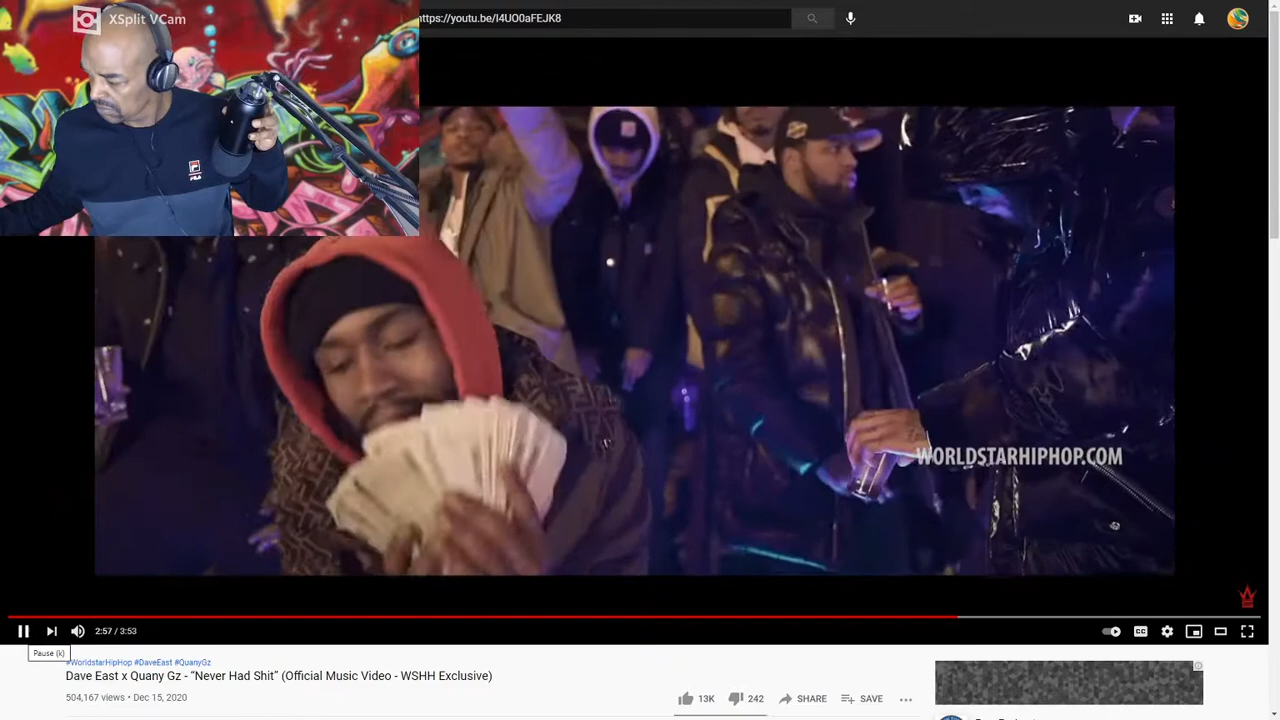 XSplit VCam
https://youtu.be/I4UO0aFEJK8
FILA
WORLDSTARHIPHOP.COM
2:57 / 3:53
CC
Pause (k)
#WorldstarHipHop #DaveEast #QuanyGz
Dave East x Quany Gz - “Never Had Shit” (Official Music Video - WSHH Exclusive)
504,167 views • Dec 15, 2020
13K
242
SHARE
SAVE